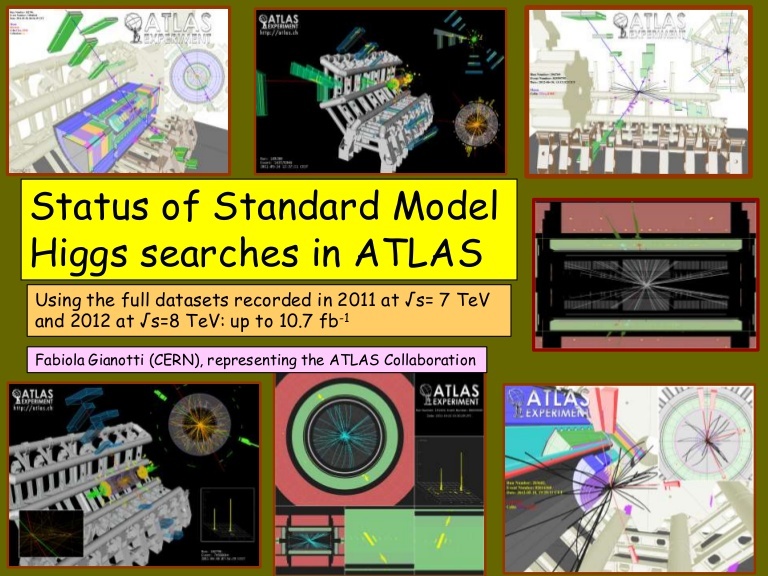 ATLAS
EXPERIMENT
ATLAS
EXPERIMENT
http://atlas.ch
ATLAS
EXPERIMENT
Status of Standard Model
Higgs searches in ATLAS
Using the full datasets recorded in 2011 at √s= 7 TeV
and 2012 at √s=8 TeV: up to 10.7 fb-1
Fabiola Gianotti (CERN), representing the ATLAS Collaboration
ATLAS
EXPERIMENT
http://atlas.ch
ATLAS
EXPERIMENT
ATLAS
EXPERIMENT